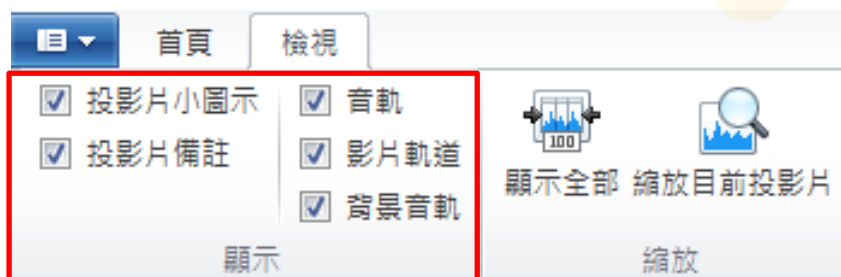 首頁 檢視
投影片小圖示 音軌
投影片備註 影片軌道
背景音軌
100
顯示全部 縮放目前投影片
顯示 縮放